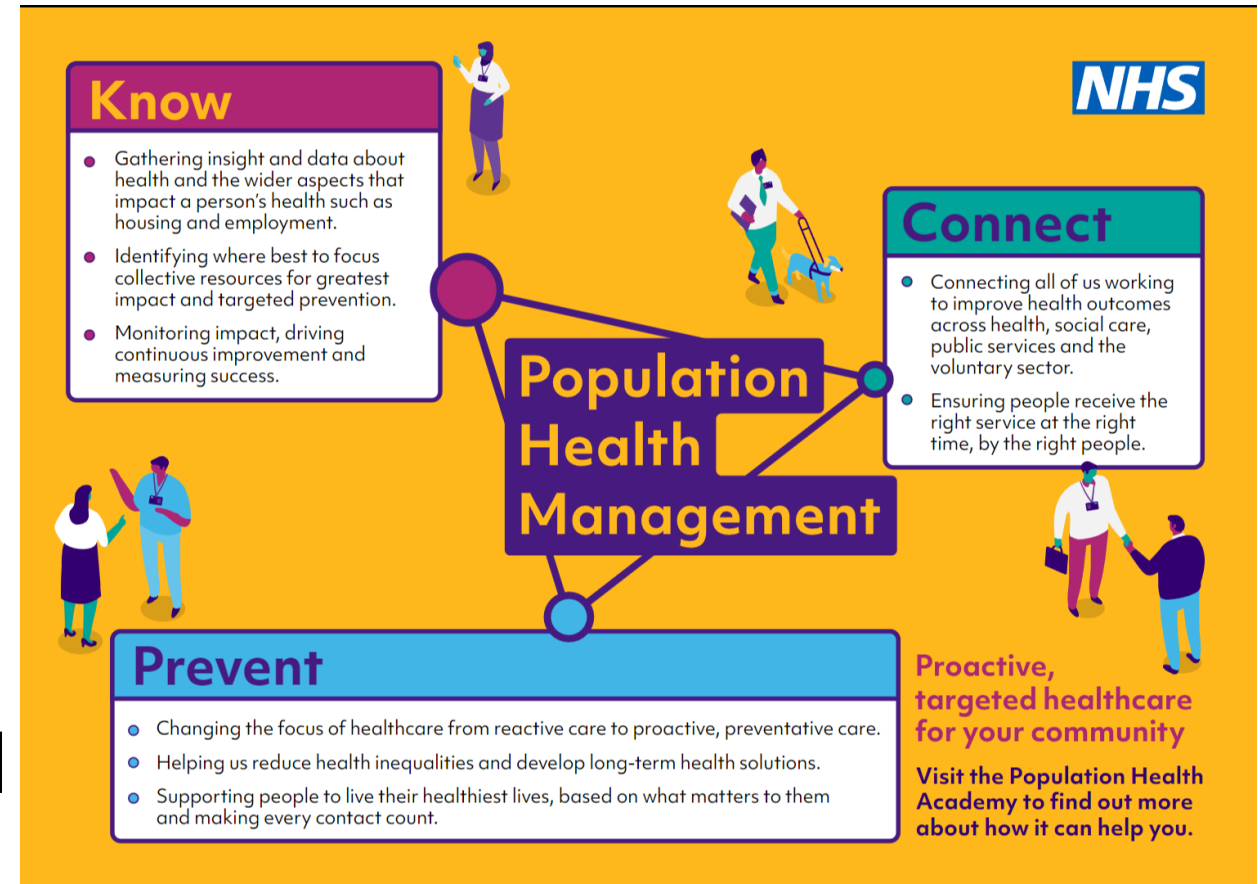 NHS
Know
Gathering insight and data about
health and the wider aspects that
impact a person's health such as
housing and employment.
Identifying where best to focus
collective resources for greatest
impact and targeted prevention.
Monitoring impact, driving
continuous improvement and
measuring success.
Connect
Connecting all of us working
to improve health outcomes
across health, social care,
public services and the
voluntary sector.
Ensuring people receive the
right service at the right
time, by the right people.
Population
Health
Management
Prevent
Changing the focus of healthcare from reactive care to proactive, preventative care.
Helping us reduce health inequalities and develop long-term health solutions.
Supporting people to live their healthiest lives, based on what matters to them
and making every contact count.
Proactive,
targeted healthcare
for your community
Visit the Population Health
Academy to find out more
about how it can help you.